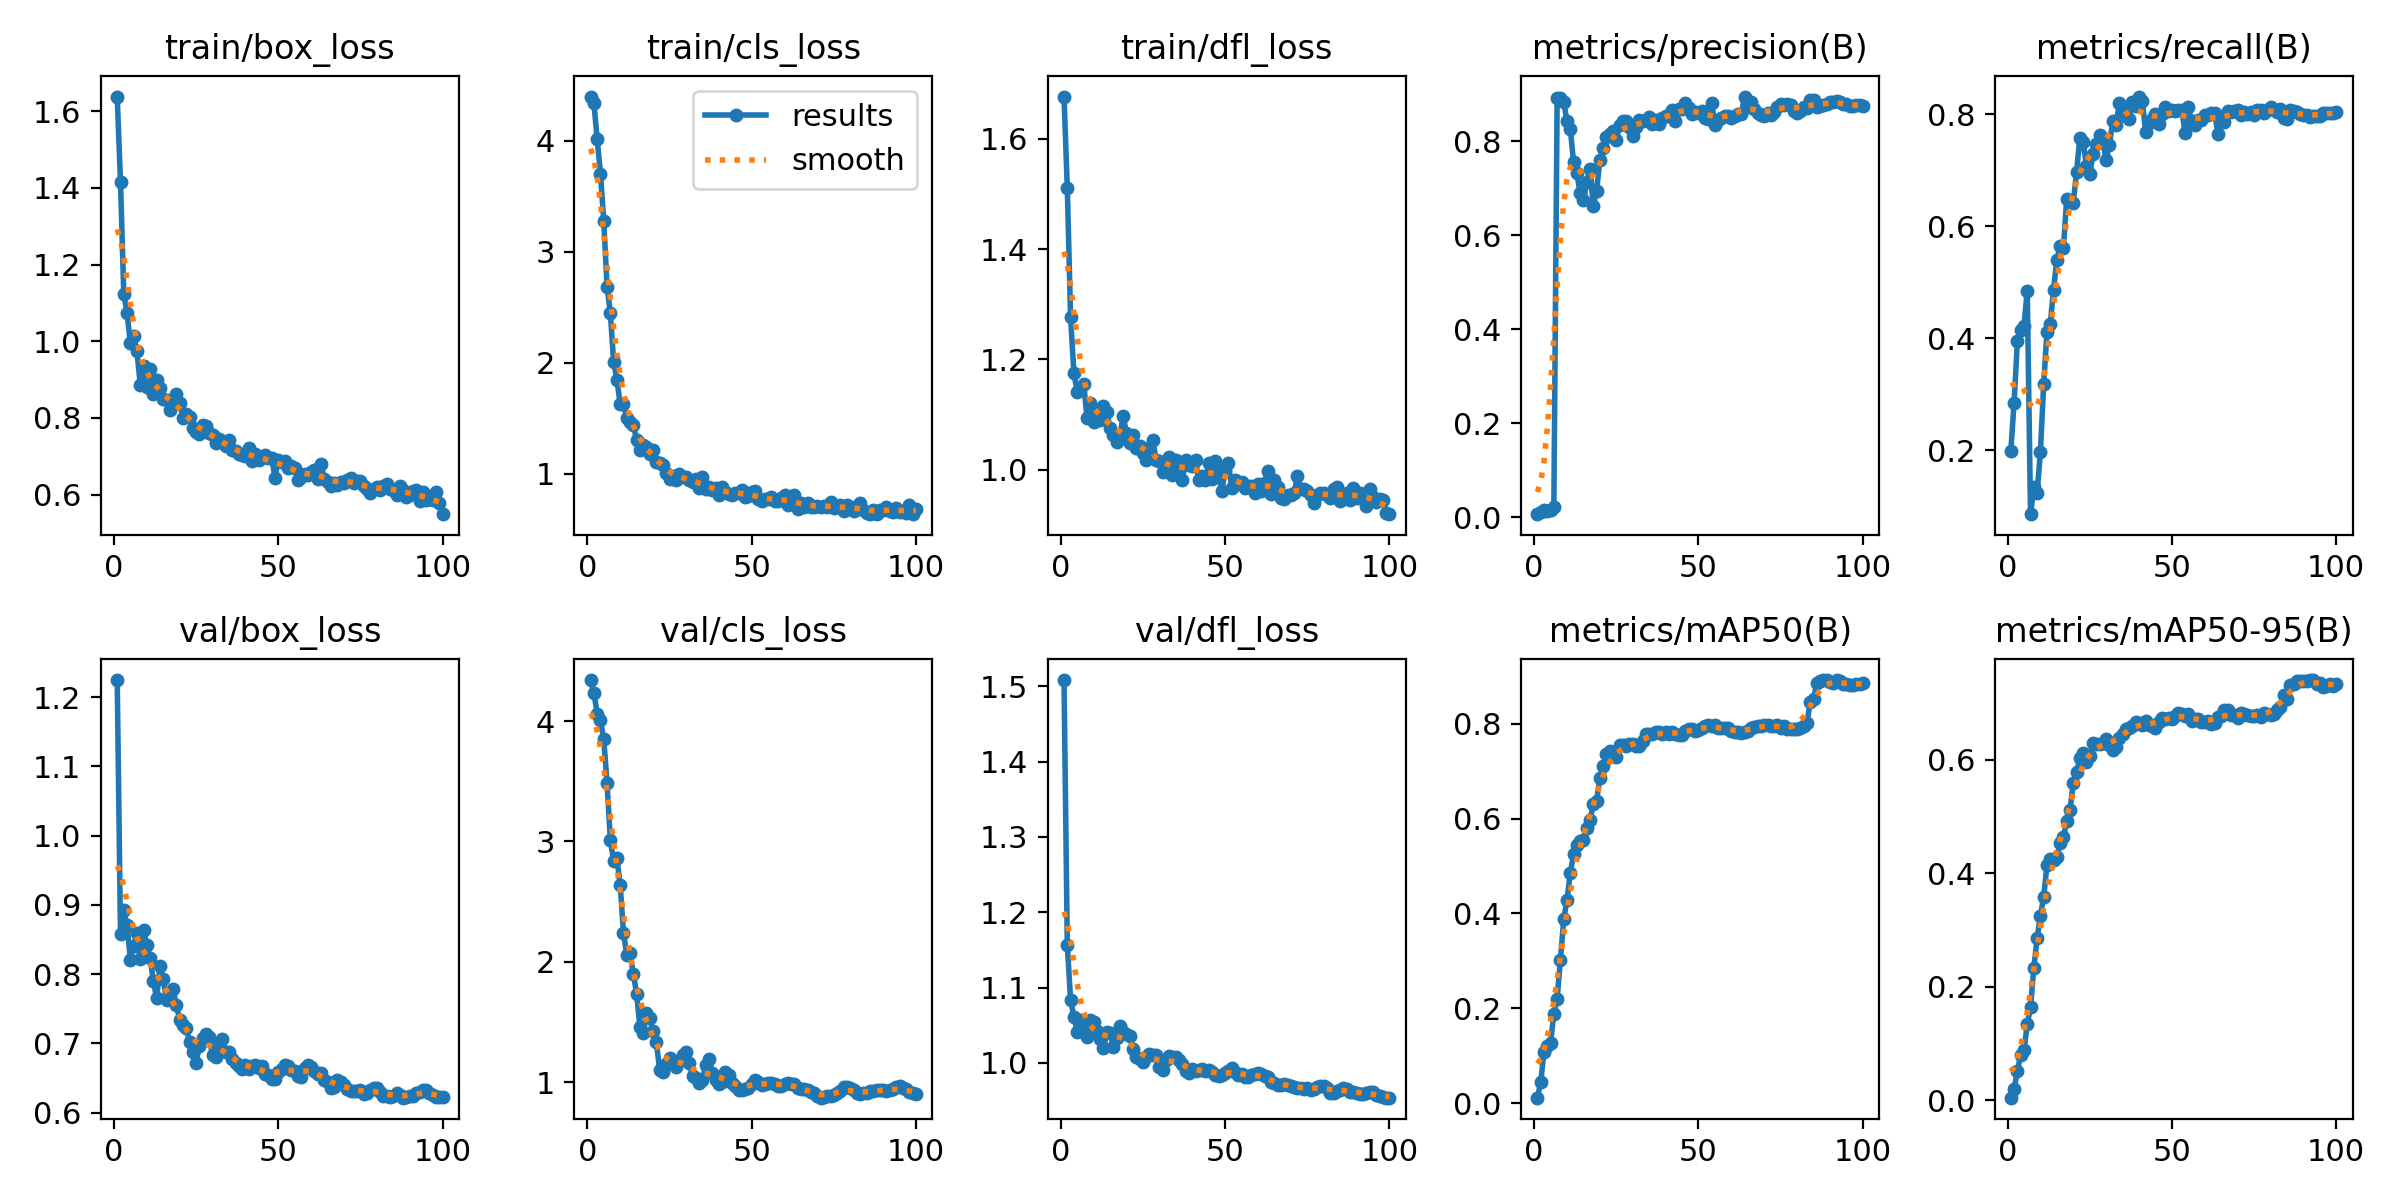 train/box_loss
1.6
1.4
1.2
1.0
0.8
0.6
0 50 100
train/cls_loss
results
smooth
4
3
2
1
0 50 100
train/dfl_loss
1.6
1.4
1.2
1.0
0 50 100
metrics/precision(B)
0.8
0.6
0.4
0.2
0.0
0 50 100
metrics/recall(B)
0.8
0.6
0.4
0.2
0 50 100
val/box_loss
1.2
1.1
1.0
0.9
0.8
0.7
0.6
0 50 100
val/cls_loss
4
3
2
1
0 50 100
val/dfl_loss
1.5
1.4
1.3
1.2
1.1
1.0
0 50 100
metrics/mAP50(B)
0.8
0.6
0.4
0.2
0.0
0 50 100
metrics/mAP50-95(B)
0.6
0.4
0.2
0.0
0 50 100